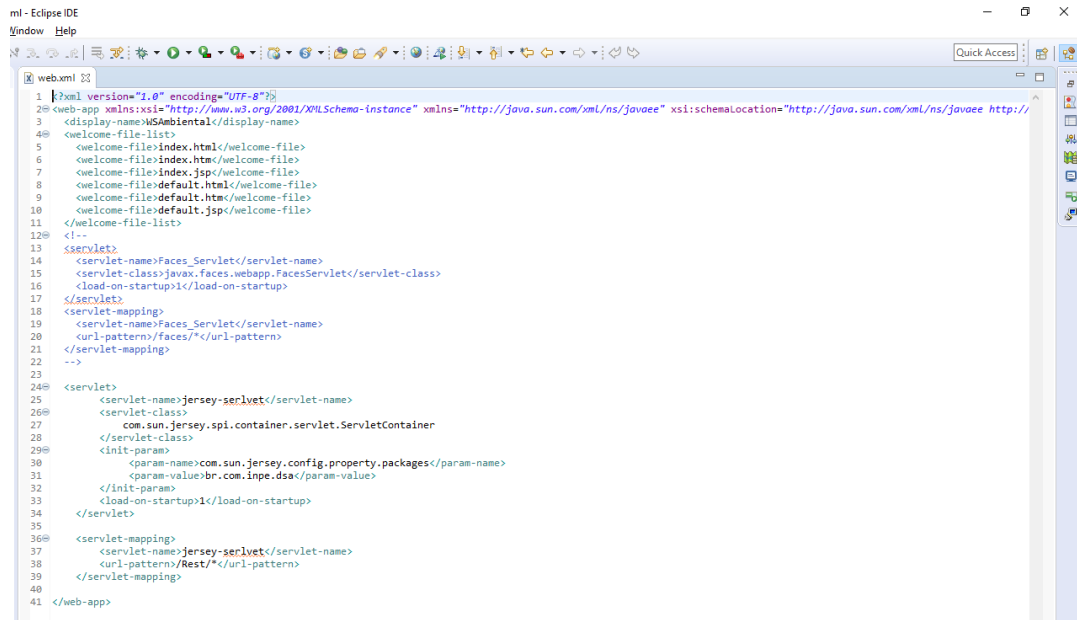 ml - Eclipse IDE
Window Help
Quick Access
web.xml
1 <?xml version="1.0" encoding="UTF-8"?>
2 <web-app xmlns:xsi="http://www.w3.org/2001/XMLSchema-instance" xmlns="http://java.sun.com/xml/ns/javaee" xsi:schemaLocation="http://java.sun.com/xml/ns/javaee http://
3 <display-name>WSAmbiental</display-name>
4 <welcome-file-list>
5 <welcome-file>index.html</welcome-file>
6 <welcome-file>index.htm</welcome-file>
7 <welcome-file>index.jsp</welcome-file>
8 <welcome-file>default.html</welcome-file>
9 <welcome-file>default.htm</welcome-file>
10 <welcome-file>default.jsp</welcome-file>
11 </welcome-file-list>
12 <!--
13 <servlet>
14 <servlet-name>Faces_Servlet</servlet-name>
15 <servlet-class>javax.faces.webapp.FacesServlet</servlet-class>
16 <load-on-startup>1</load-on-startup>
17 </servlet>
18 <servlet-mapping>
19 <servlet-name>Faces_Servlet</servlet-name>
20 <url-pattern>/faces/*</url-pattern>
21 </servlet-mapping>
22 -->
23
24 <servlet>
25 <servlet-name>jersey-serlvet</servlet-name>
26 <servlet-class>
27 com.sun.jersey.spi.container.servlet.ServletContainer
28 </servlet-class>
29 <init-param>
30 <param-name>com.sun.jersey.config.property.packages</param-name>
31 <param-value>br.com.inpe.dsa</param-value>
32 </init-param>
33 <load-on-startup>1</load-on-startup>
34 </servlet>
35
36 <servlet-mapping>
37 <servlet-name>jersey-serlvet</servlet-name>
38 <url-pattern>/Rest/*</url-pattern>
39 </servlet-mapping>
40
41 </web-app>